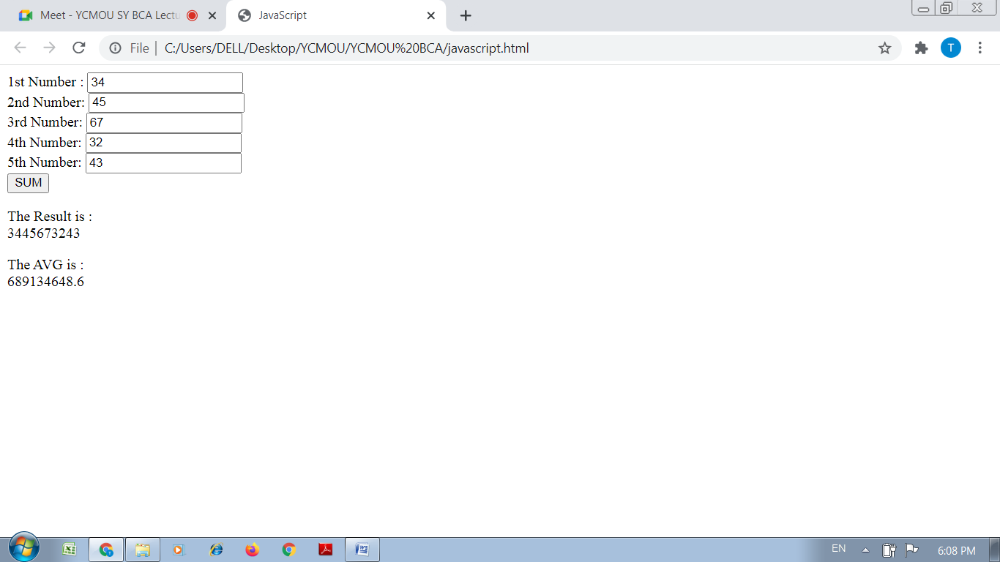 Meet - YCMOU SY BCA Lectu
JavaScript
File | C:/Users/DELL/Desktop/YCMOU/YCMOU%20BCA/javascript.html
T
1st Number : 34
2nd Number: 45
3rd Number: 67
4th Number: 32
5th Number: 43
SUM
The Result is :
3445673243
The AVG is :
689134648.6
EN
6:08 PM